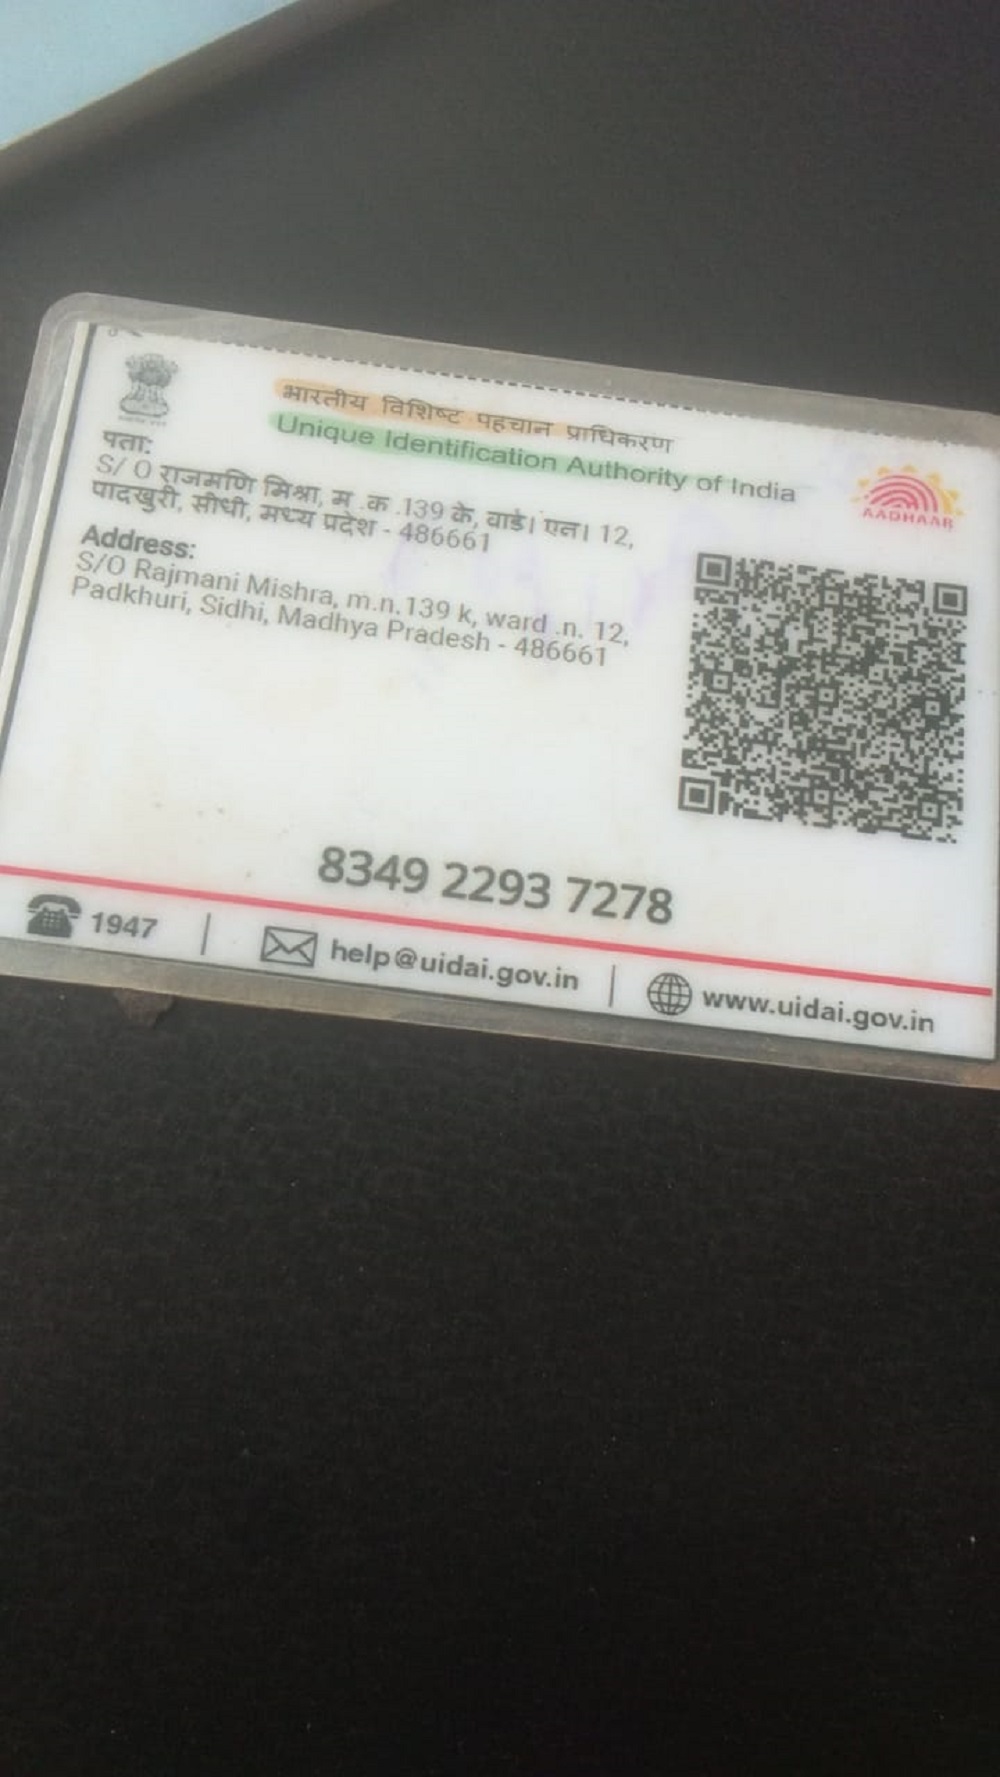 भारतीय विशिष्ट पहचान प्राधिकरण
Unique Identification Authority of India
पता:
S/ O राजमणि मिश्रा, म .क .139 के, वार्ड। एन। 12,
पादखुरी, सीधी, मध्य प्रदेश - 486661
Address:
S/O Rajmani Mishra, m.n.139 k, ward .n. 12,
Padkhuri, Sidhi, Madhya Pradesh - 486661
AADHAAR
8349 2293 7278
1947
help@uidai.gov.in
www.uidai.gov.in